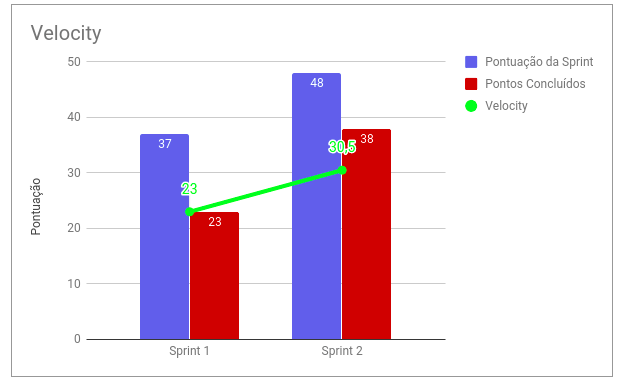 Velocity
Pontuação da Sprint
Pontos Concluídos
Velocity
Pontuação
50
40
30
20
10
0
37
48
23
30,5
38
23
Sprint 1
Sprint 2